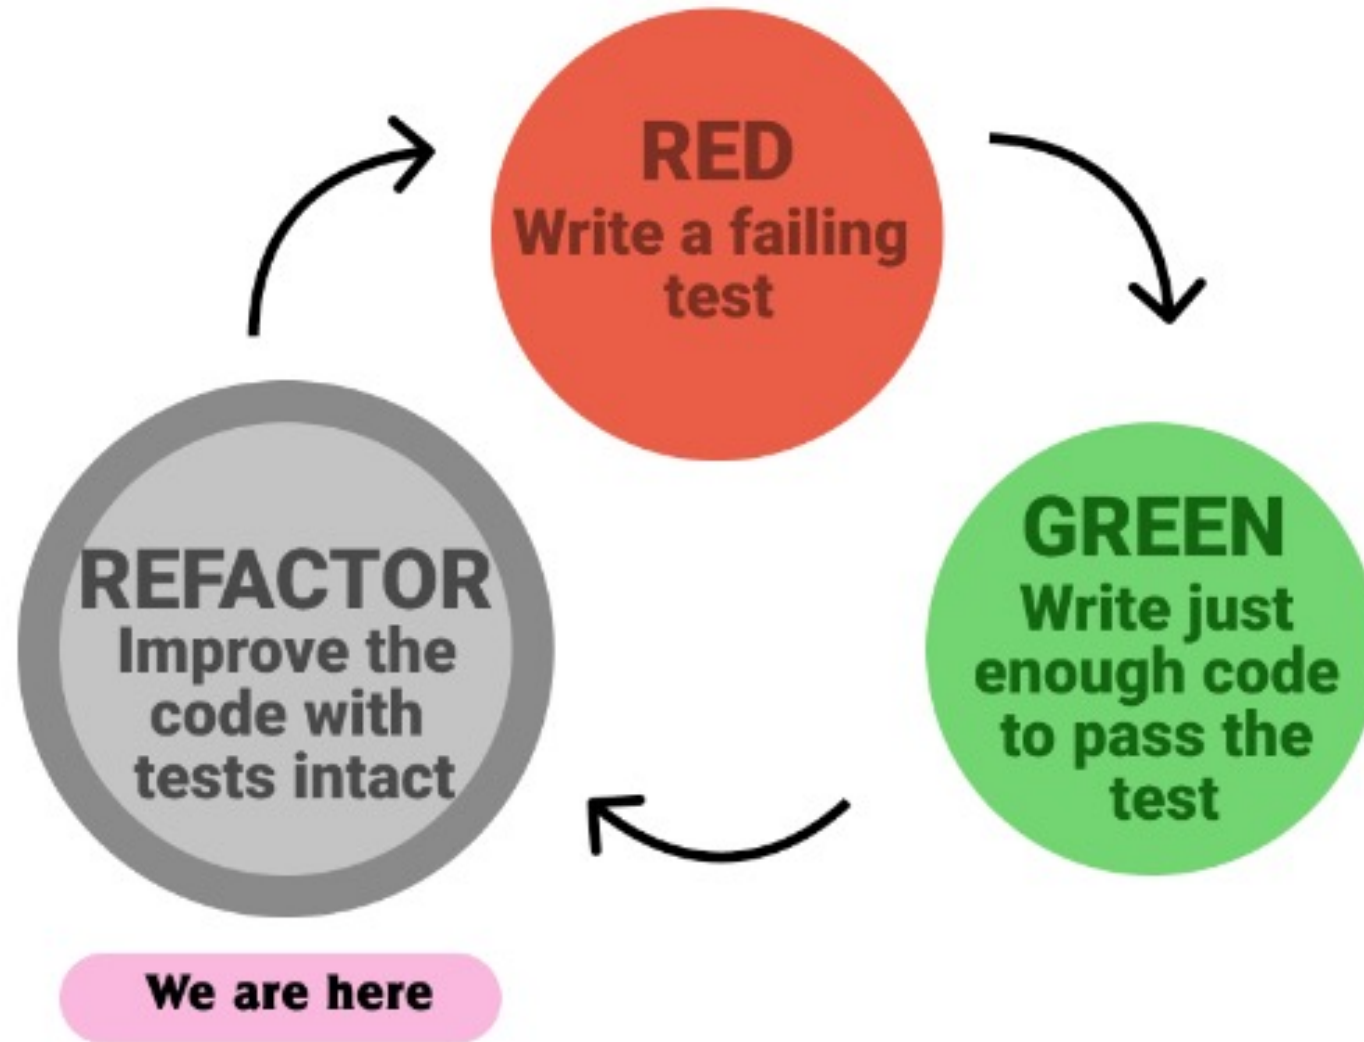 RED
Write a failing
test
GREEN
Write just
enough code
to pass the
test
REFACTOR
Improve the
code with
tests intact
We are here